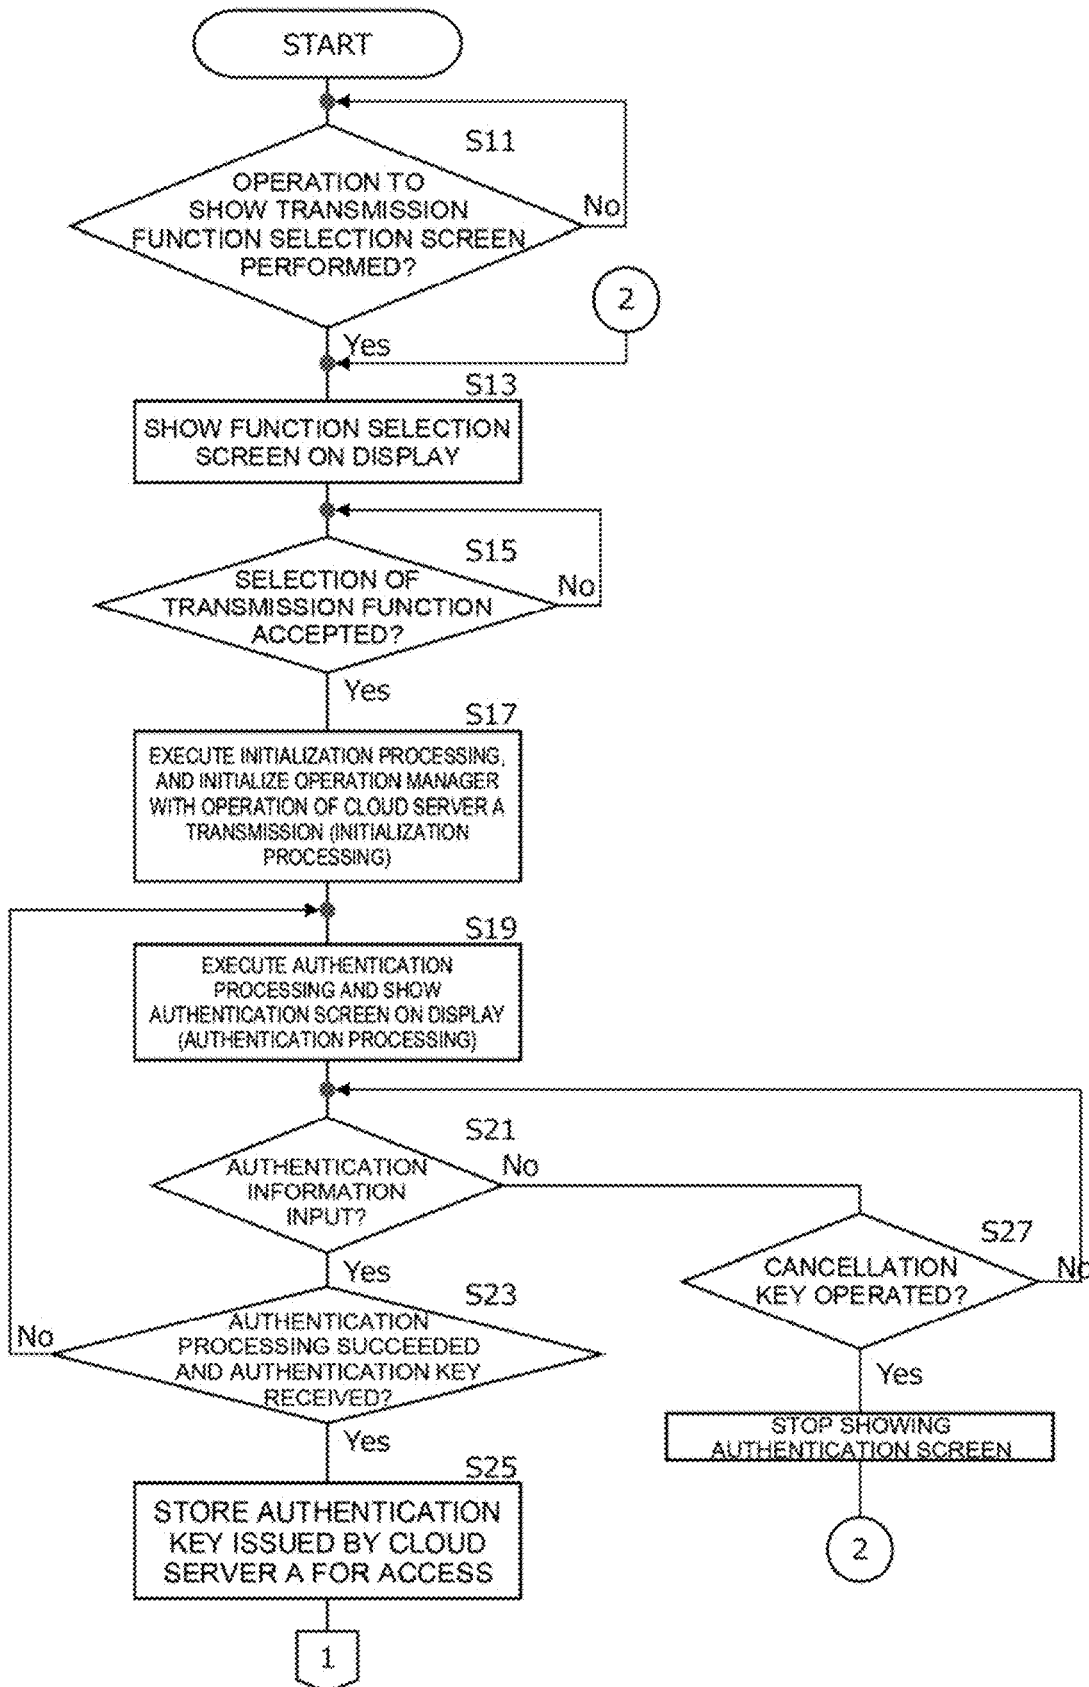 START
S11
OPERATION TO
SHOW TRANSMISSION
FUNCTION SELECTION SCREEN
PERFORMED?
No
2
Yes
S13
SHOW FUNCTION SELECTION
SCREEN ON DISPLAY
S15
SELECTION OF
TRANSMISSION FUNCTION
ACCEPTED?
No
Yes
S17
EXECUTE INITIALIZATION PROCESSING,
AND INITIALIZE OPERATION MANAGER
WITH OPERATION OF CLOUD SERVER A
TRANSMISSION (INITIALIZATION
PROCESSING)
S19
EXECUTE AUTHENTICATION
PROCESSING AND SHOW
AUTHENTICATION SCREEN ON DISPLAY
(AUTHENTICATION PROCESSING)
S21
AUTHENTICATION
INFORMATION
INPUT?
No
Yes
S27
CANCELLATION
KEY OPERATED?
No
Yes
STOP SHOWING
AUTHENTICATION SCREEN
2
S23
AUTHENTICATION
PROCESSING SUCCEEDED
AND AUTHENTICATION KEY
RECEIVED?
No
Yes
S25
STORE AUTHENTICATION
KEY ISSUED BY CLOUD
SERVER A FOR ACCESS
1